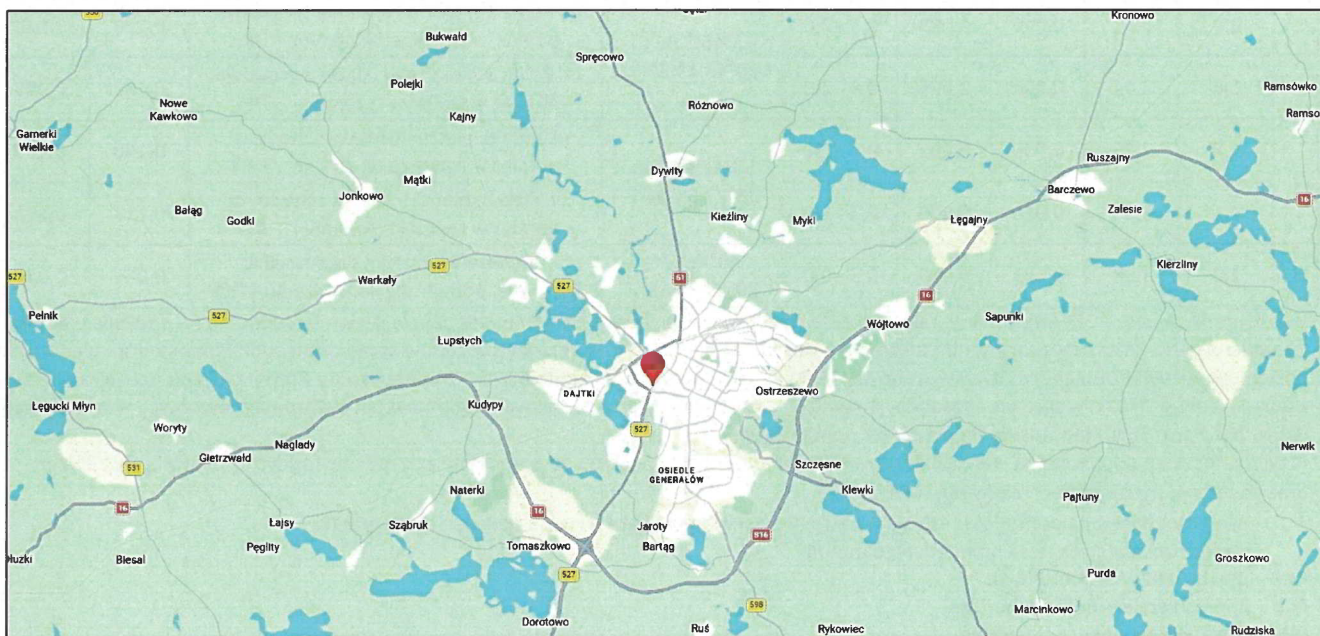 Kronowo
Bukwałd
Spręcowo
Polejki
Ramsówko
Nowe
Kawkowo
Różnowo
Kajny
Ramso
Gamerki
Wielkie
Ruszajny
Dywity
Mątki
Barczewo
Jonkowo
16
Zalesie
Bałąg
Godki
Kieźliny
Myki
Łęgajny
527
Kierzliny
527
51
Warkały
527
16
Pelnik
527
Sapunki
Wójtowo
Łupstych
DAJTKI
Ostrzeszewo
Kudypy
Łęgucki Młyn
Woryty
527
Naglady
Nerwik
Gietrzwałd
531
OSIEDLE
GENERAŁÓW
Szczęsne
Naterki
Klewki
Pajtuny
16
16
Łajsy
Sząbruk
Jaroty
S16
Pęglity
Tomaszkowo
Bartąg
Biesal
Groszkowo
527
Purda
598
Marcinkowo
Dorotowo
Ruś
Rykowiec
Rudziska